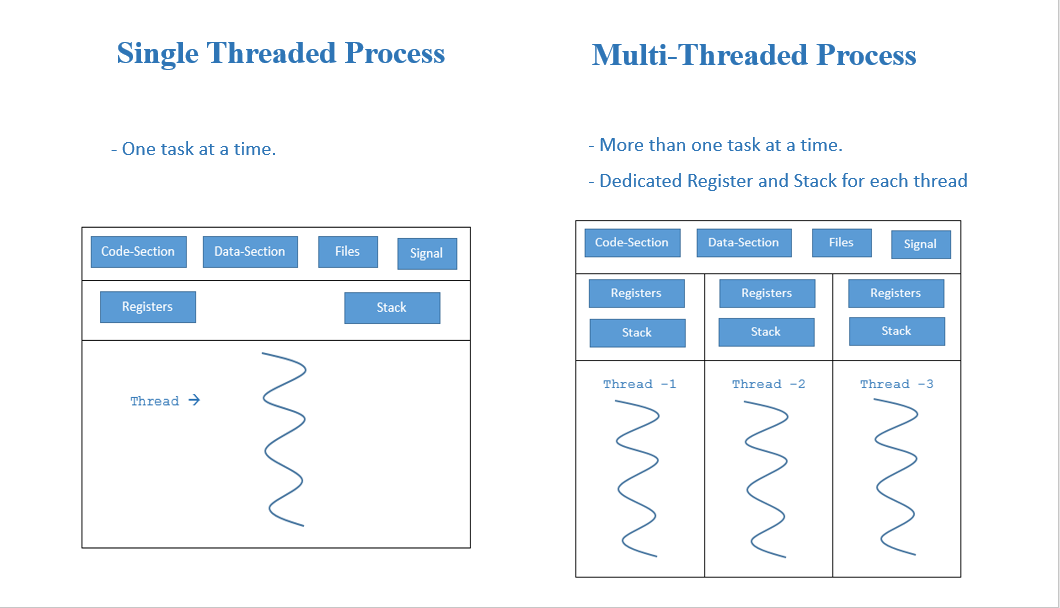 Single Threaded Process
- One task at a time.
Code-Section Data-Section Files Signal
Registers Stack
Thread →
Multi-Threaded Process
- More than one task at a time.
- Dedicated Register and Stack for each thread
Code-Section Data-Section Files Signal
Registers Registers Registers
Stack Stack Stack
Thread -1 Thread -2 Thread -3